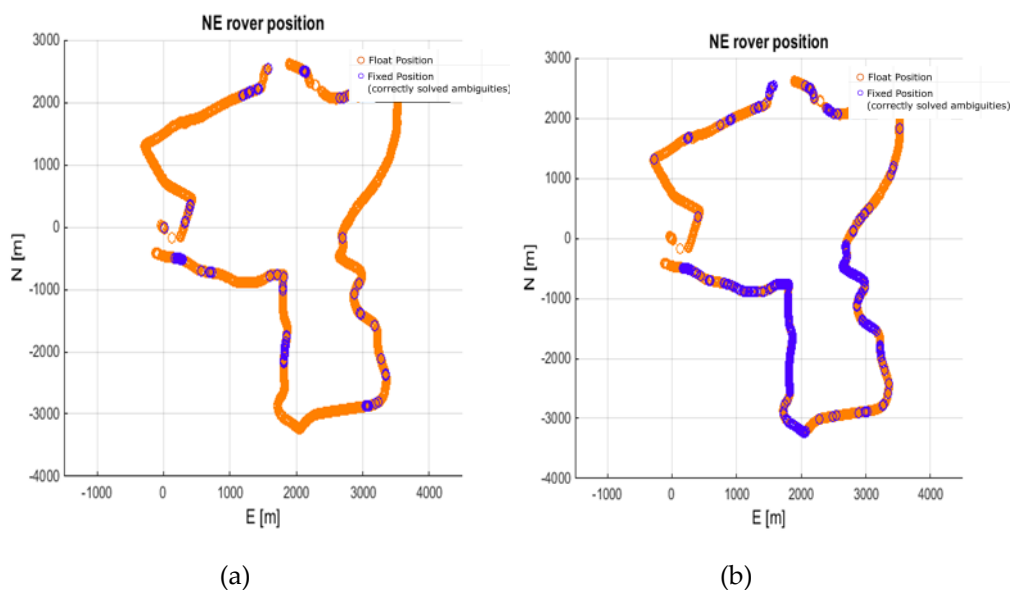 NE rover position
3000
2000
1000
0
-1000
-2000
-3000
-4000
N [m]
-1000
0
1000
2000
3000
4000
E [m]
Float Position
Fixed Position
(correctly solved ambiguities)
(a)
NE rover position
3000
2000
1000
0
-1000
-2000
-3000
-4000
N [m]
-1000
0
1000
2000
3000
4000
E [m]
Float Position
Fixed Position
(correctly solved ambiguities)
(b)